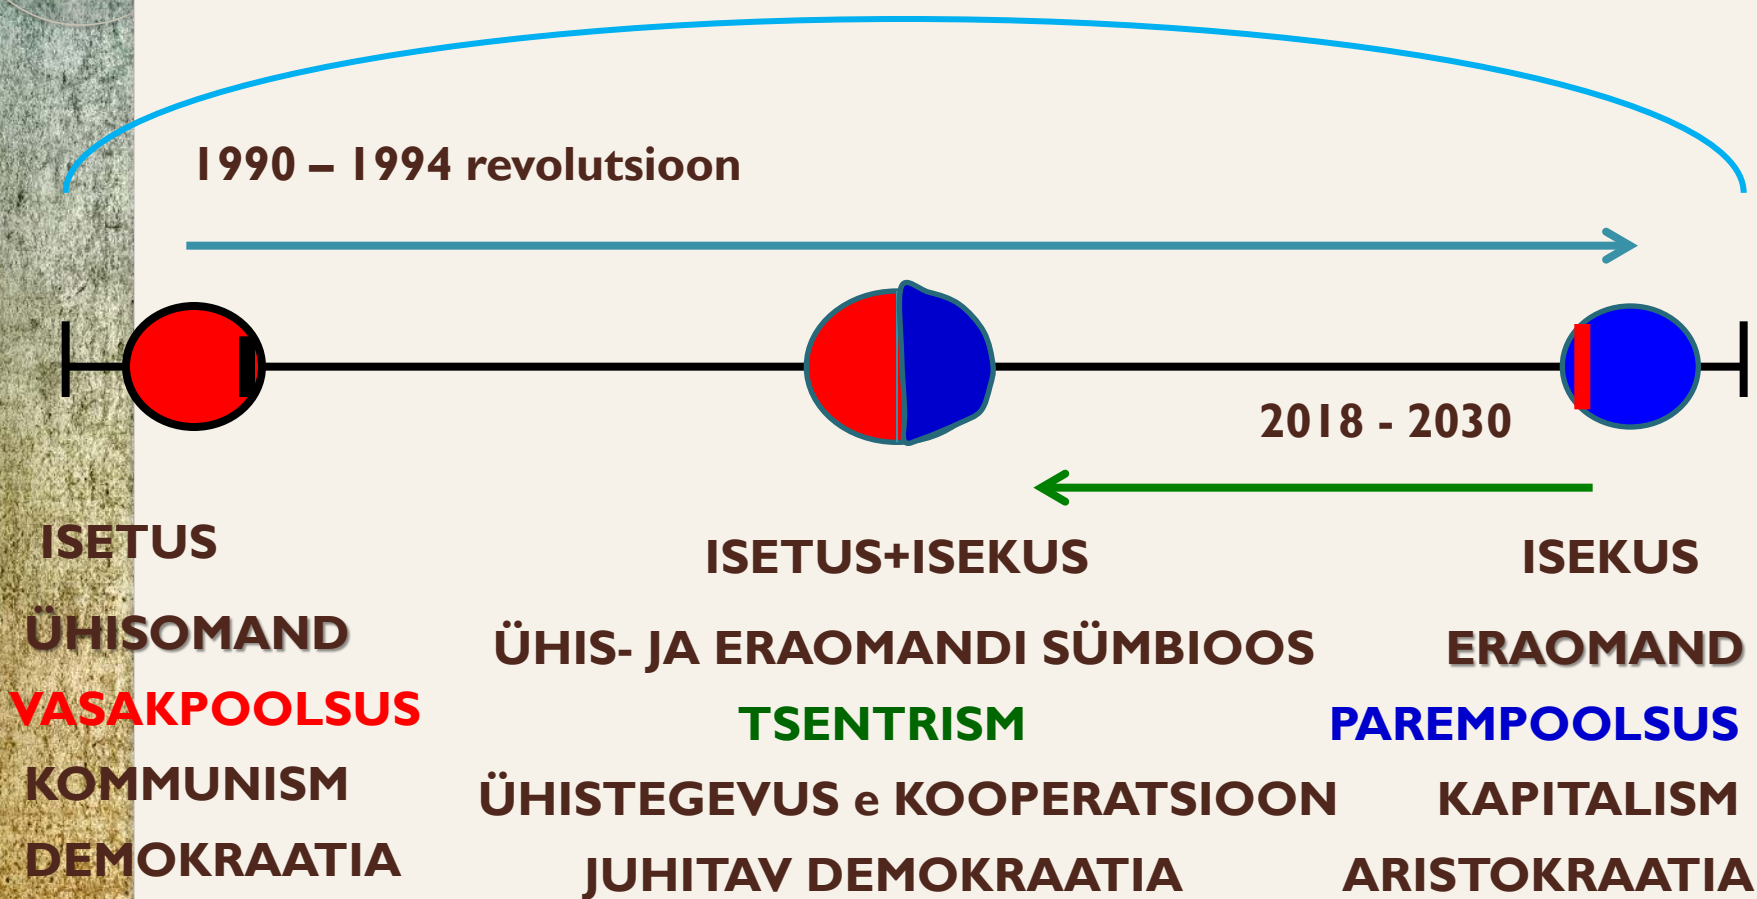 1990 – 1994 revolutsioon
2018 - 2030
ISETUS
ISETUS+ISEKUS
ISEKUS
ÜHISOMAND
ÜHIS- JA ERAOMANDI SÜMBIOOS
ERAOMAND
VASAKPOOLSUS
TSENTRISM
PAREMPOOLSUS
KOMMUNISM
ÜHISTEGEVUS e KOOPERATSIOON
KAPITALISM
DEMOKRAATIA
JUHITAV DEMOKRAATIA
ARISTOKRAATIA